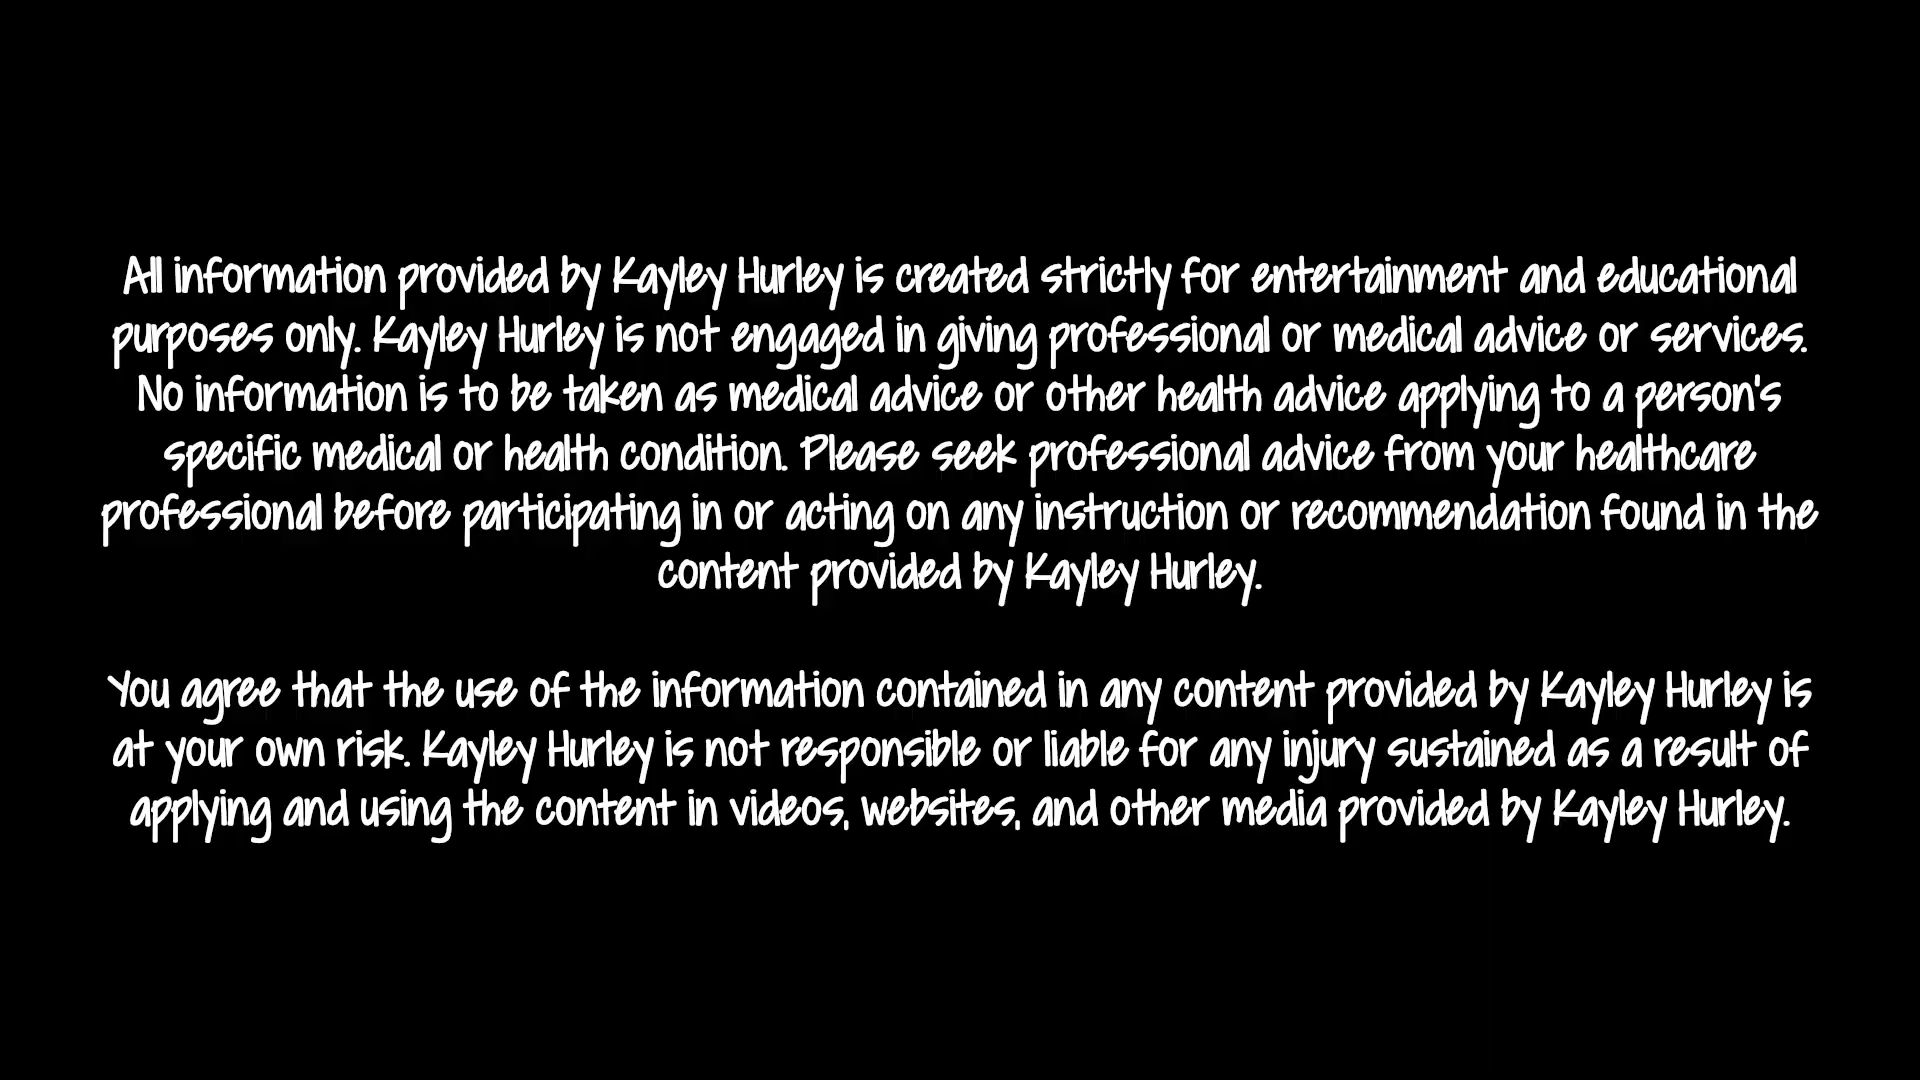 All information provided by Kayley Hurley is created strictly for entertainment and educational
purposes only. Kayley Hurley is not engaged in giving professional or medical advice or services.
No information is to be taken as medical advice or other health advice applying to a person's
specific medical or health condition. Please seek professional advice from your healthcare
professional before participating in or acting on any instruction or recommendation found in the
content provided by Kayley Hurley.
You agree that the use of the information contained in any content provided by Kayley Hurley is
at your own risk. Kayley Hurley is not responsible or liable for any injury sustained as a result of
applying and using the content in videos, websites, and other media provided by Kayley Hurley.